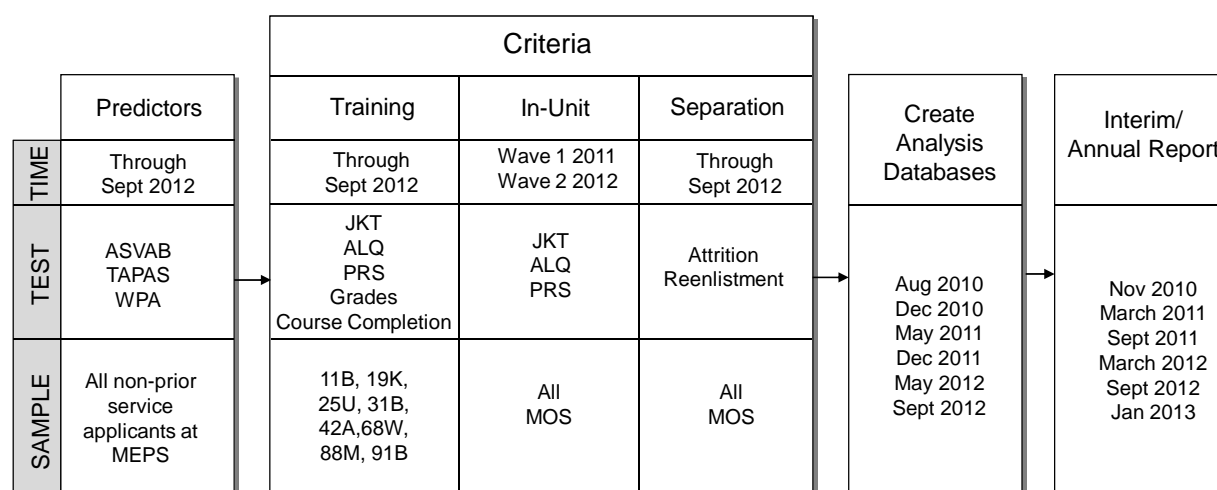 Criteria
Predictors
Training
In-Unit
Separation
Create
Analysis
Databases
Interim/
Annual Report
TIME
Through
Sept 2012
Through
Sept 2012
Wave 1 2011
Wave 2 2012
Through
Sept 2012
TEST
ASVAB
TAPAS
WPA
JKT
ALQ
PRS
Grades
Course Completion
JKT
ALQ
PRS
Attrition
Reenlistment
Aug 2010
Dec 2010
May 2011
Dec 2011
May 2012
Sept 2012
Nov 2010
March 2011
Sept 2011
March 2012
Sept 2012
Jan 2013
SAMPLE
All non-prior
service
applicants at
MEPS
11B, 19K,
25U, 31B,
42A,68W,
88M, 91B
All
MOS
All
MOS